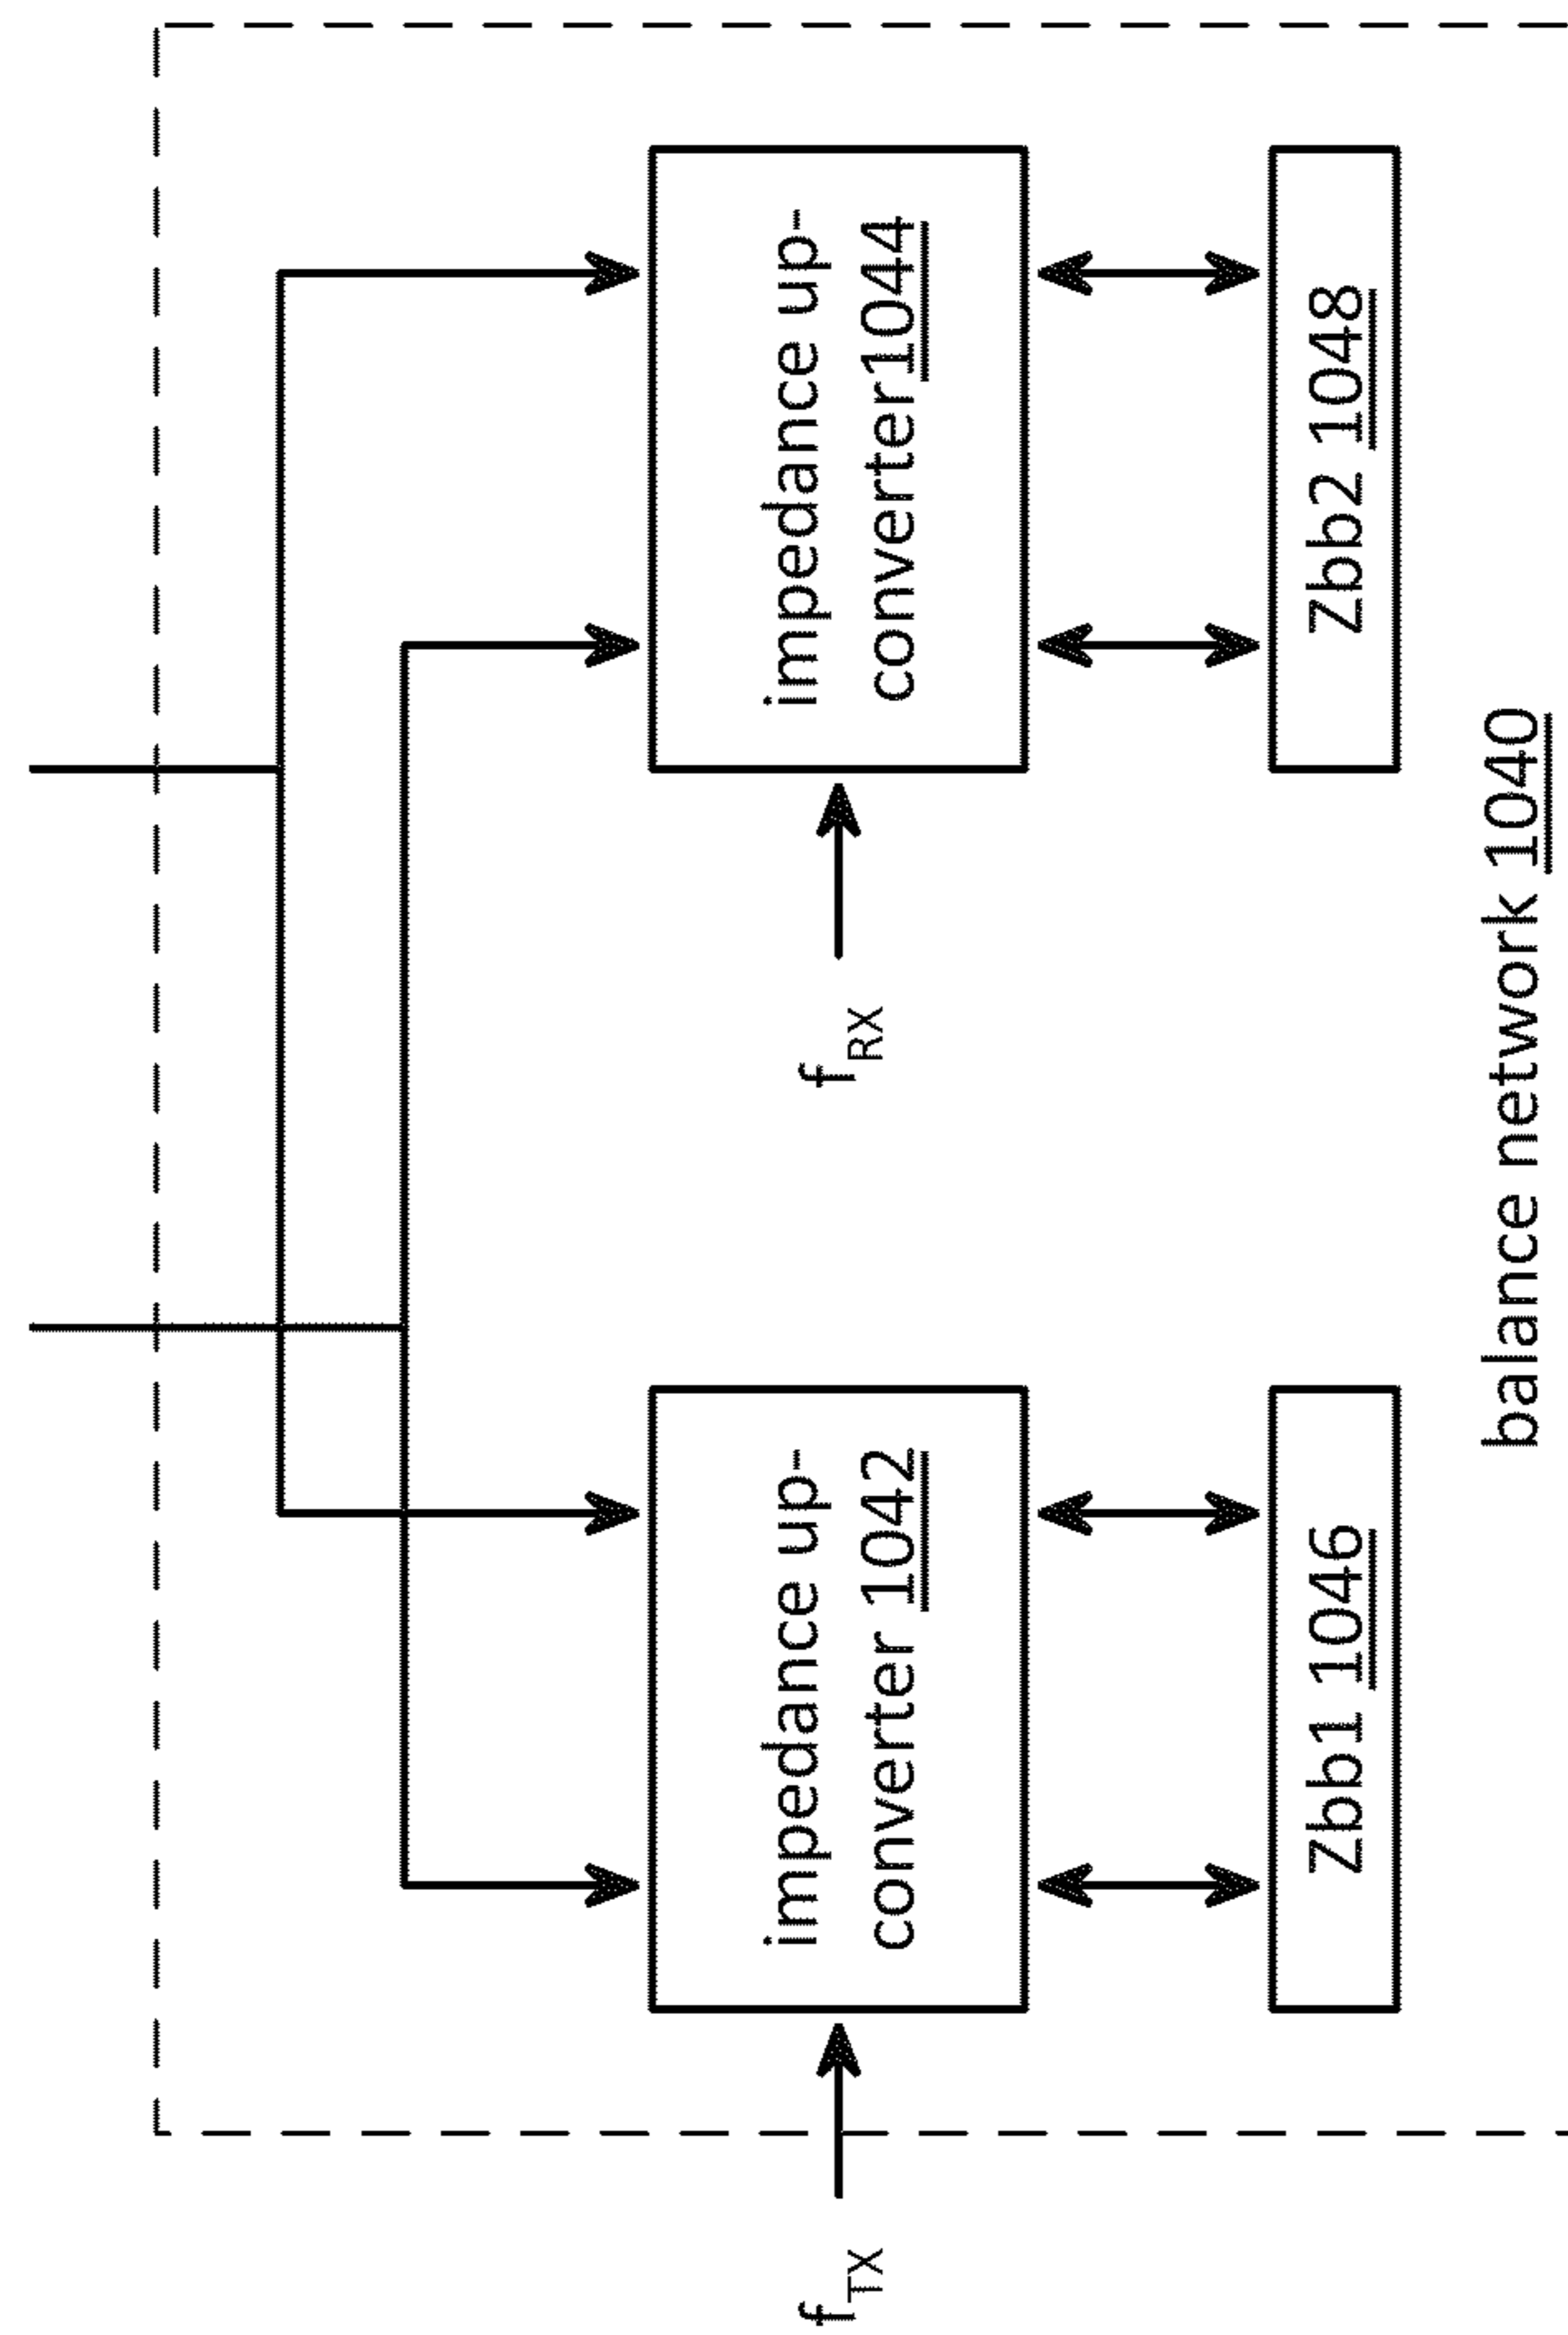 f_TX
impedance up-
converter 1042
Zbb1 1046
f_RX
impedance up-
converter1044
Zbb2 1048
balance network 1040